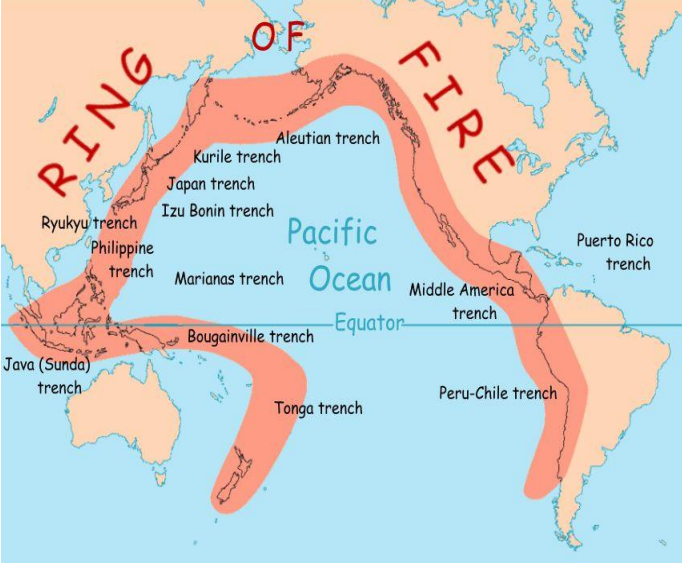 RING OF FIRE
Aleutian trench
Kurile trench
Japan trench
Izu Bonin trench
Ryukyu trench
Philippine
trench
Marianas trench
Pacific
Ocean
Puerto Rico
trench
Middle America
trench
Equator
Bougainville trench
Java (Sunda)
trench
Tonga trench
Peru-Chile trench